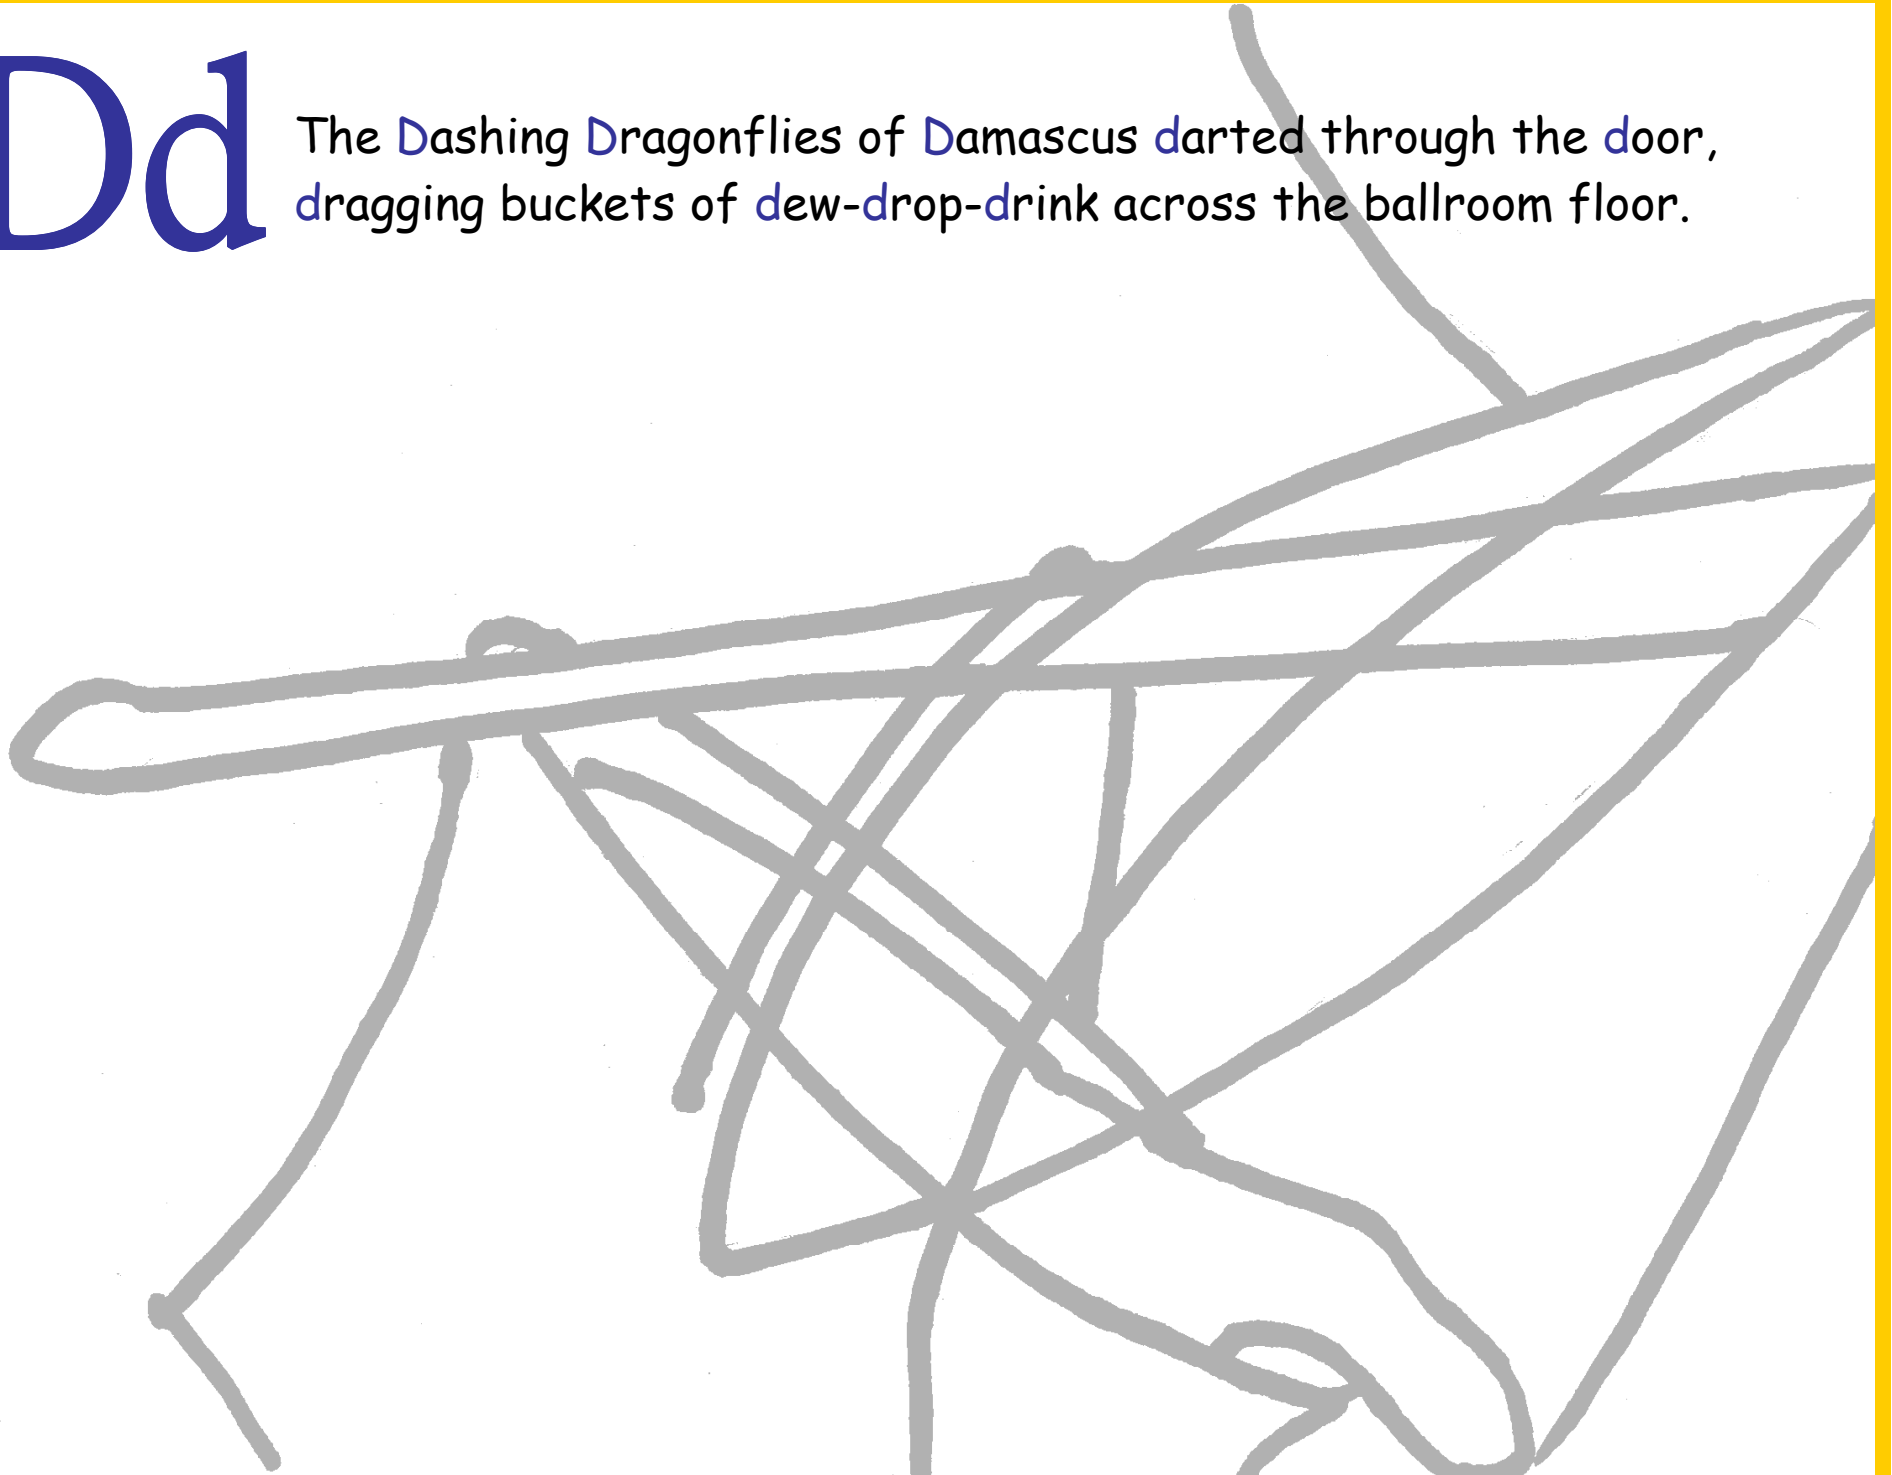 Dd
The Dashing Dragonflies of Damascus darted through the door,
dragging buckets of dew-drop-drink across the ballroom floor.